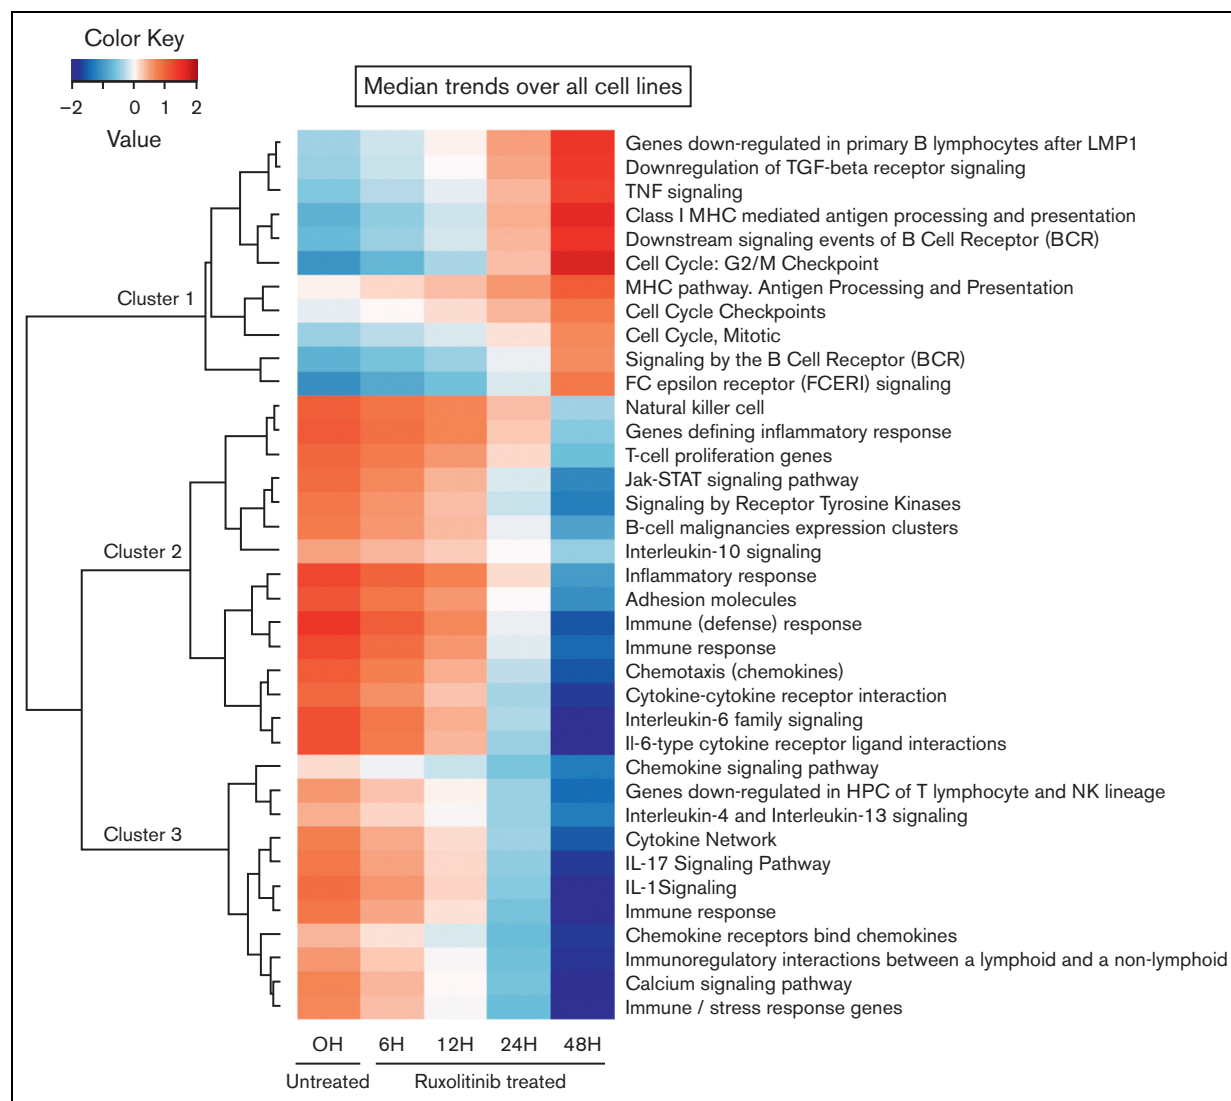 Color Key
−2 0 1 2
Value
Median trends over all cell lines
Genes down-regulated in primary B lymphocytes after LMP1
Downregulation of TGF-beta receptor signaling
TNF signaling
Class I MHC mediated antigen processing and presentation
Downstream signaling events of B Cell Receptor (BCR)
Cell Cycle: G2/M Checkpoint
MHC pathway. Antigen Processing and Presentation
Cluster 1
Cell Cycle Checkpoints
Cell Cycle, Mitotic
Signaling by the B Cell Receptor (BCR)
FC epsilon receptor (FCERI) signaling
Natural killer cell
Genes defining inflammatory response
T-cell proliferation genes
Jak-STAT signaling pathway
Signaling by Receptor Tyrosine Kinases
B-cell malignancies expression clusters
Cluster 2
Interleukin-10 signaling
Inflammatory response
Adhesion molecules
Immune (defense) response
Immune response
Chemotaxis (chemokines)
Cytokine-cytokine receptor interaction
Interleukin-6 family signaling
Il-6-type cytokine receptor ligand interactions
Chemokine signaling pathway
Genes down-regulated in HPC of T lymphocyte and NK lineage
Interleukin-4 and Interleukin-13 signaling
Cluster 3
Cytokine Network
IL-17 Signaling Pathway
IL-1Signaling
Immune response
Chemokine receptors bind chemokines
Immunoregulatory interactions between a lymphoid and a non-lymphoid
Calcium signaling pathway
Immune / stress response genes
OH 6H 12H 24H 48H
Untreated Ruxolitinib treated